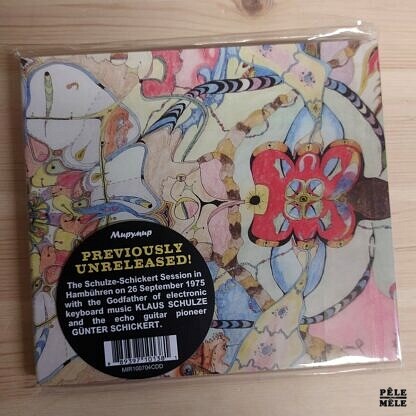 Мирумир
PREVIOUSLY
UNRELEASED!
The Schulze-Schickert Session in
Hambühren on 26 September 1975
with the Godfather of electronic
keyboard music KLAUS SCHULZE
and the echo guitar pioneer
GÜNTER SCHICKERT.
MIR100704CDD
PÊLE
MÊLE